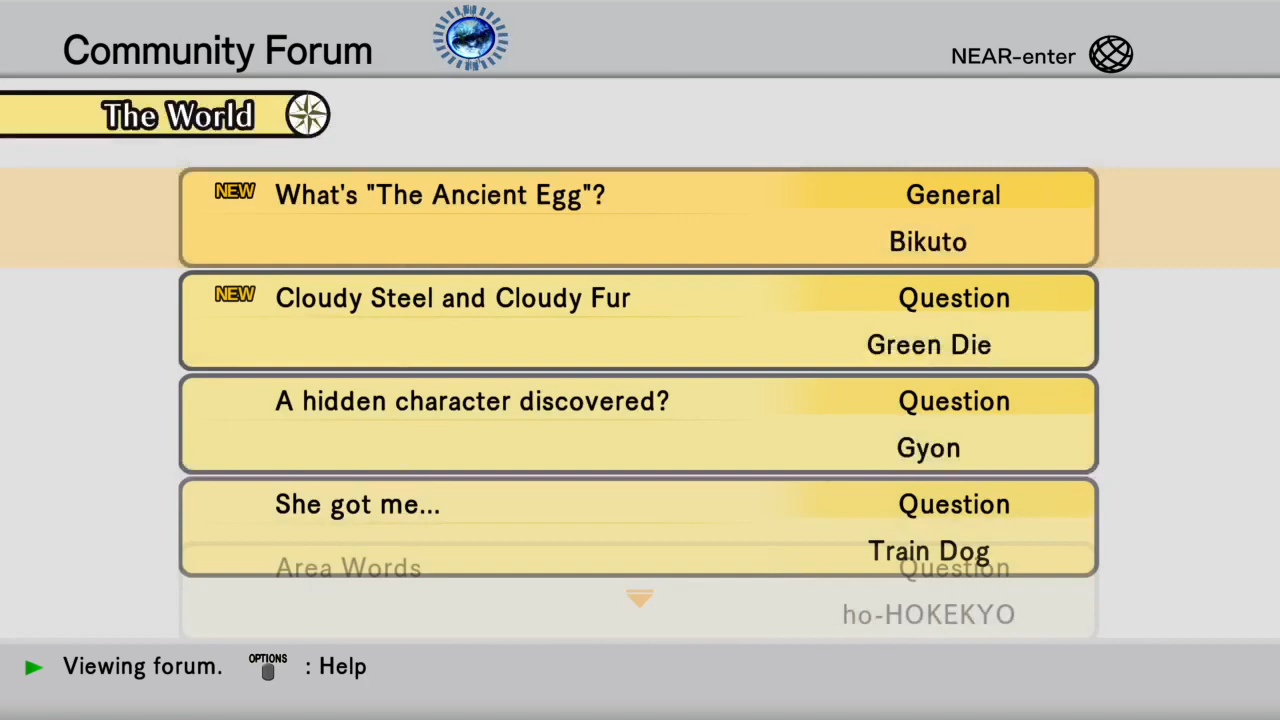 Community Forum
NEAR-enter
The World
NEW What's "The Ancient Egg"? General
Bikuto
NEW Cloudy Steel and Cloudy Fur Question
Green Die
A hidden character discovered? Question
Gyon
She got me... Question
Train Dog
Area Words Question
ho-HOKEKYO
Viewing forum. OPTIONS : Help